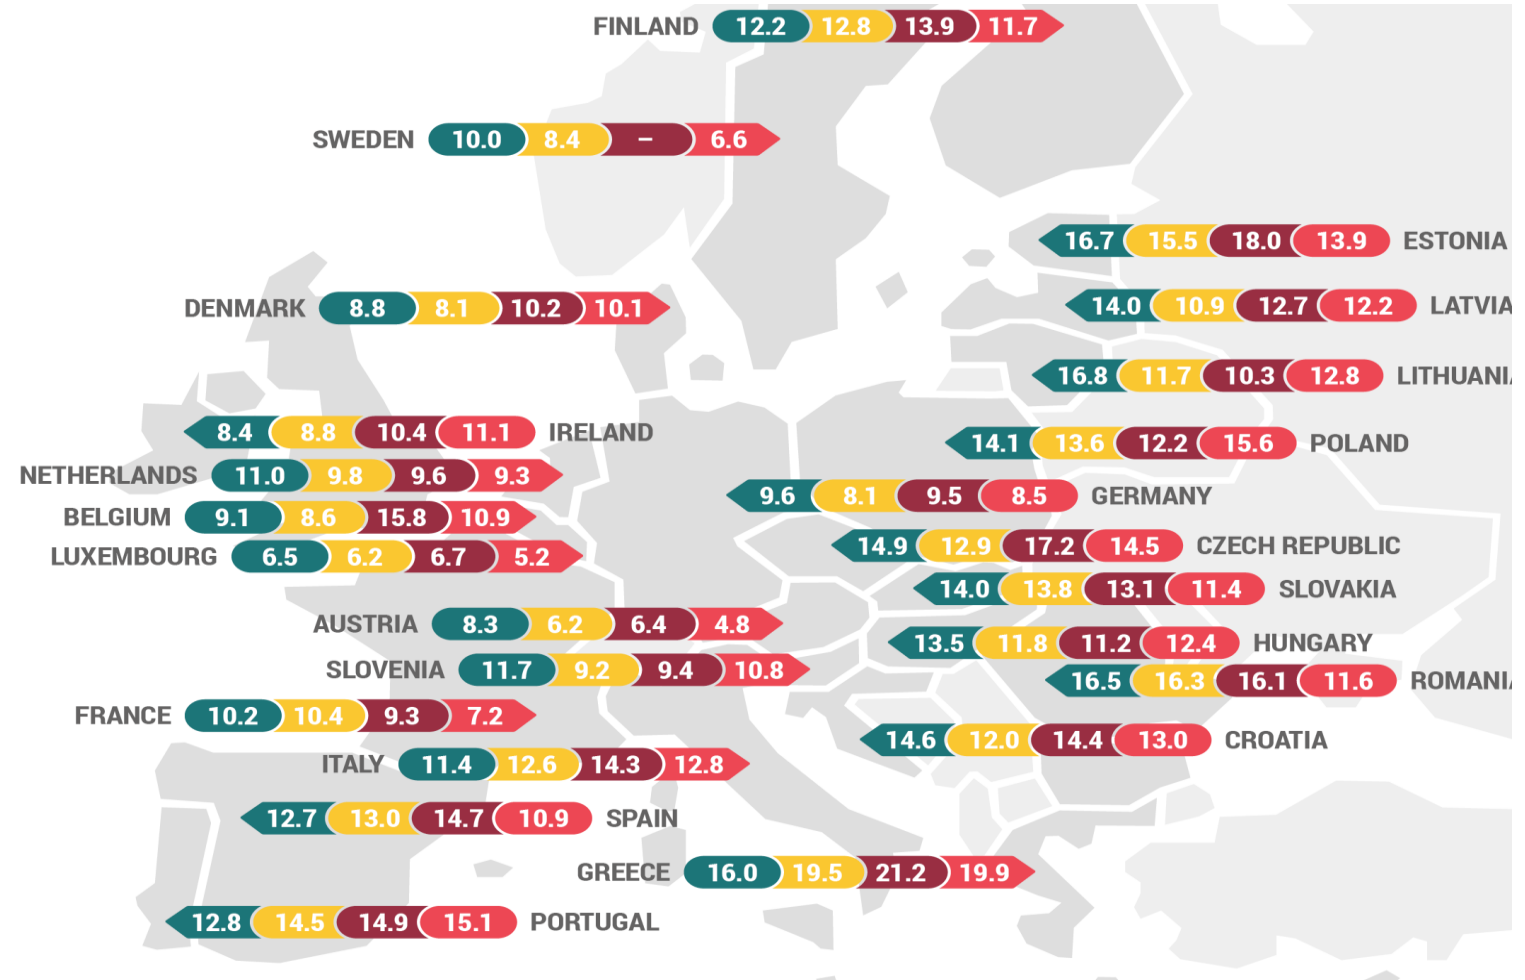 FINLAND 12.2 12.8 13.9 11.7
SWEDEN 10.0 8.4 – 6.6
16.7 15.5 18.0 13.9 ESTONIA
DENMARK 8.8 8.1 10.2 10.1
14.0 10.9 12.7 12.2 LATVIA
16.8 11.7 10.3 12.8 LITHUANIA
8.4 8.8 10.4 11.1 IRELAND
14.1 13.6 12.2 15.6 POLAND
NETHERLANDS 11.0 9.8 9.6 9.3
9.6 8.1 9.5 8.5 GERMANY
BELGIUM 9.1 8.6 15.8 10.9
14.9 12.9 17.2 14.5 CZECH REPUBLIC
LUXEMBOURG 6.5 6.2 6.7 5.2
14.0 13.8 13.1 11.4 SLOVAKIA
AUSTRIA 8.3 6.2 6.4 4.8
13.5 11.8 11.2 12.4 HUNGARY
SLOVENIA 11.7 9.2 9.4 10.8
16.5 16.3 16.1 11.6 ROMANIA
FRANCE 10.2 10.4 9.3 7.2
14.6 12.0 14.4 13.0 CROATIA
ITALY 11.4 12.6 14.3 12.8
12.7 13.0 14.7 10.9 SPAIN
GREECE 16.0 19.5 21.2 19.9
12.8 14.5 14.9 15.1 PORTUGAL